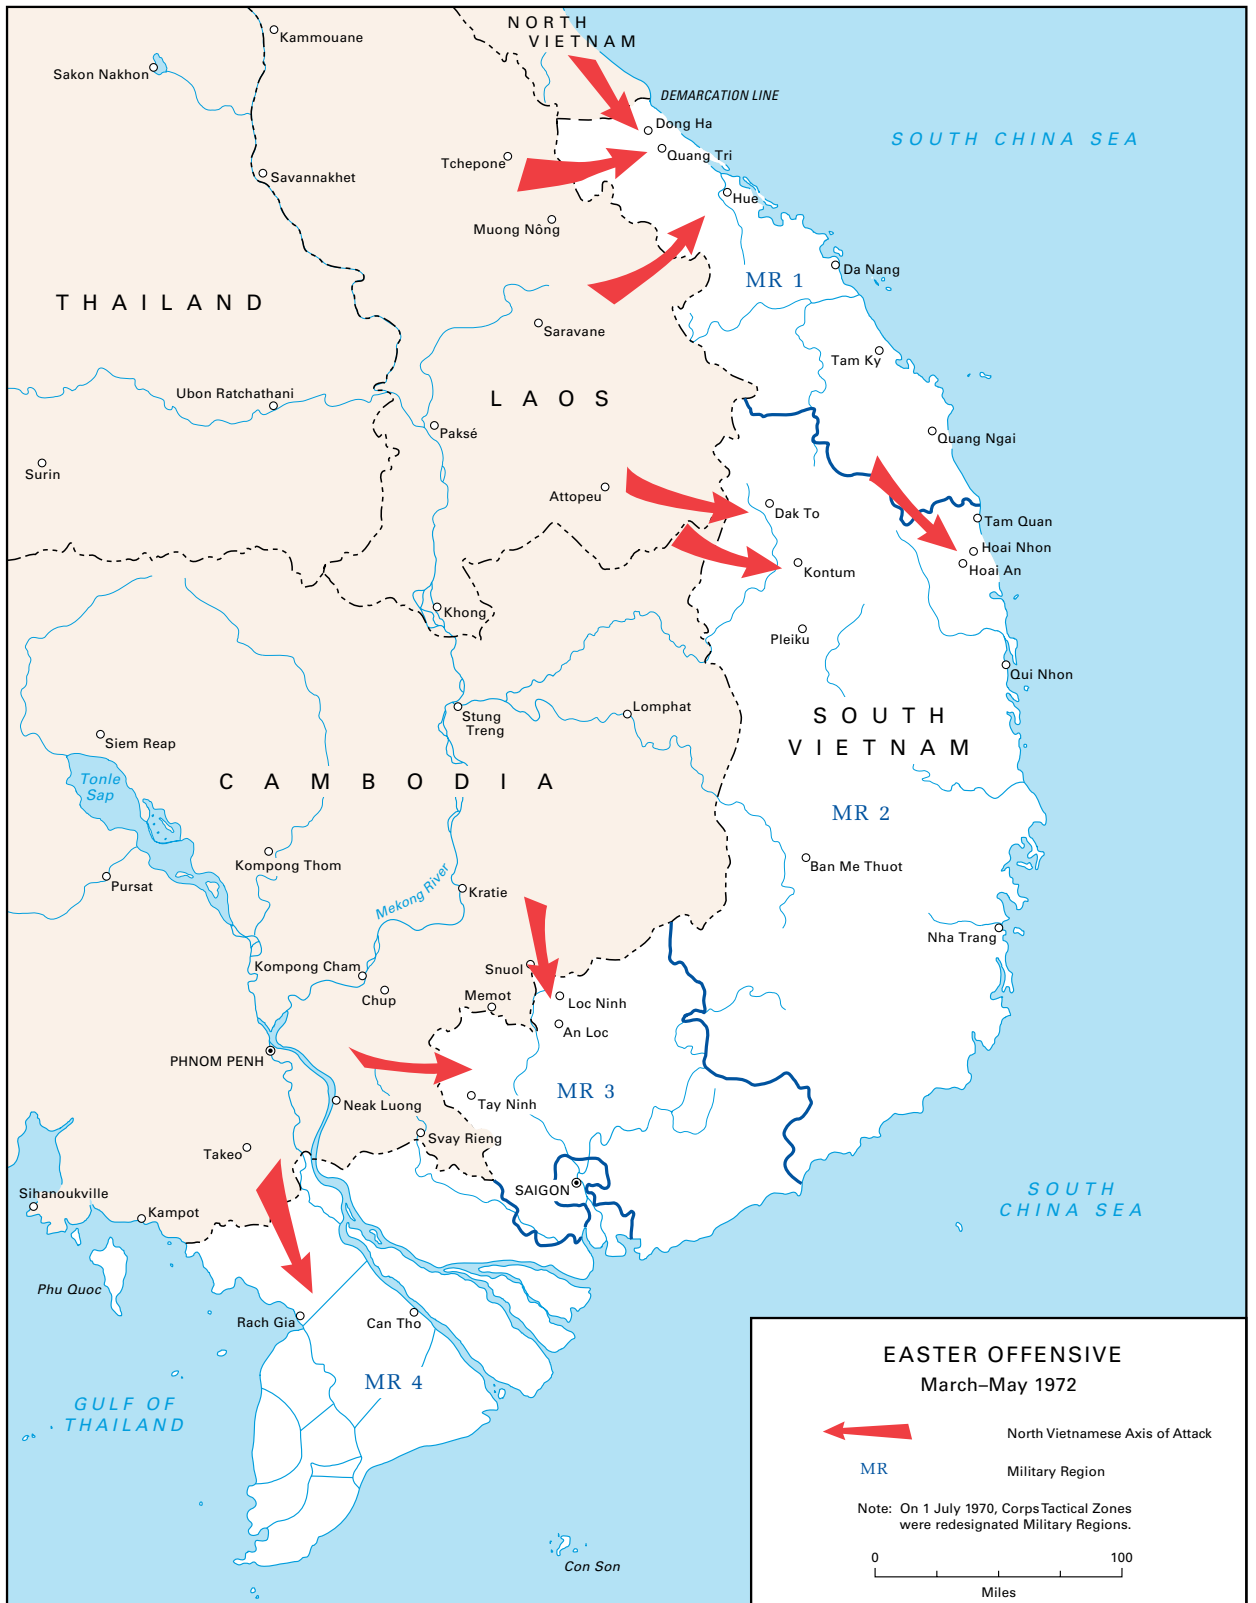 NORTH
VIETNAM
Kammouane
Sakon Nakhon
DEMARCATION LINE
Dong Ha
SOUTH CHINA SEA
Quang Tri
Tchepone
Savannakhet
Hue
Muong Nông
Da Nang
MR 1
THAILAND
Saravane
Tam Ky
Ubon Ratchathani
LAOS
Paksé
Quang Ngai
Surin
Attopeu
Dak To
Tam Quan
Hoai Nhon
Hoai An
Kontum
Khong
Pleiku
Qui Nhon
Lomphat
Stung
Treng
SOUTH
VIETNAM
Siem Reap
Tonle
Sap
CAMBODIA
MR 2
Kompong Thom
Ban Me Thuot
Pursat
Mekong River
Kratie
Nha Trang
Kompong Cham
Snuol
Chup
Memot
Loc Ninh
An Loc
PHNOM PENH
MR 3
Neak Luong
Tay Ninh
Svay Rieng
Takeo
SAIGON
Sihanoukville
Kampot
SOUTH
CHINA SEA
Phu Quoc
Rach Gia
Can Tho
MR 4
GULF OF
THAILAND
Con Son
EASTER OFFENSIVE
March–May 1972
North Vietnamese Axis of Attack
MR
Military Region
Note: On 1 July 1970, Corps Tactical Zones
were redesignated Military Regions.
0
100
Miles